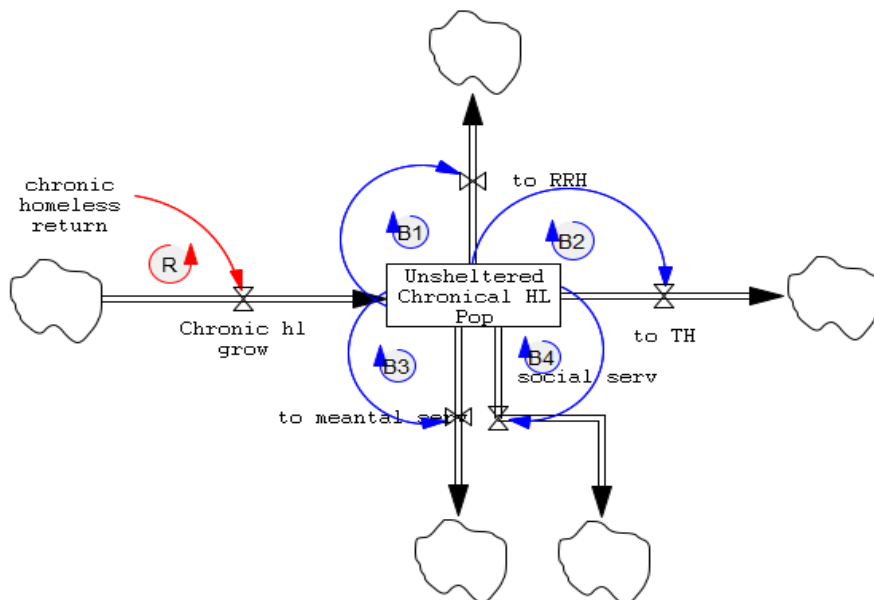 to RRH
chronic
homeless
return
B1
B2
R
Unsheltered
Chronical HL
Pop
Chronic hl
grow
to TH
B3
B4
social serv
to meantal serv